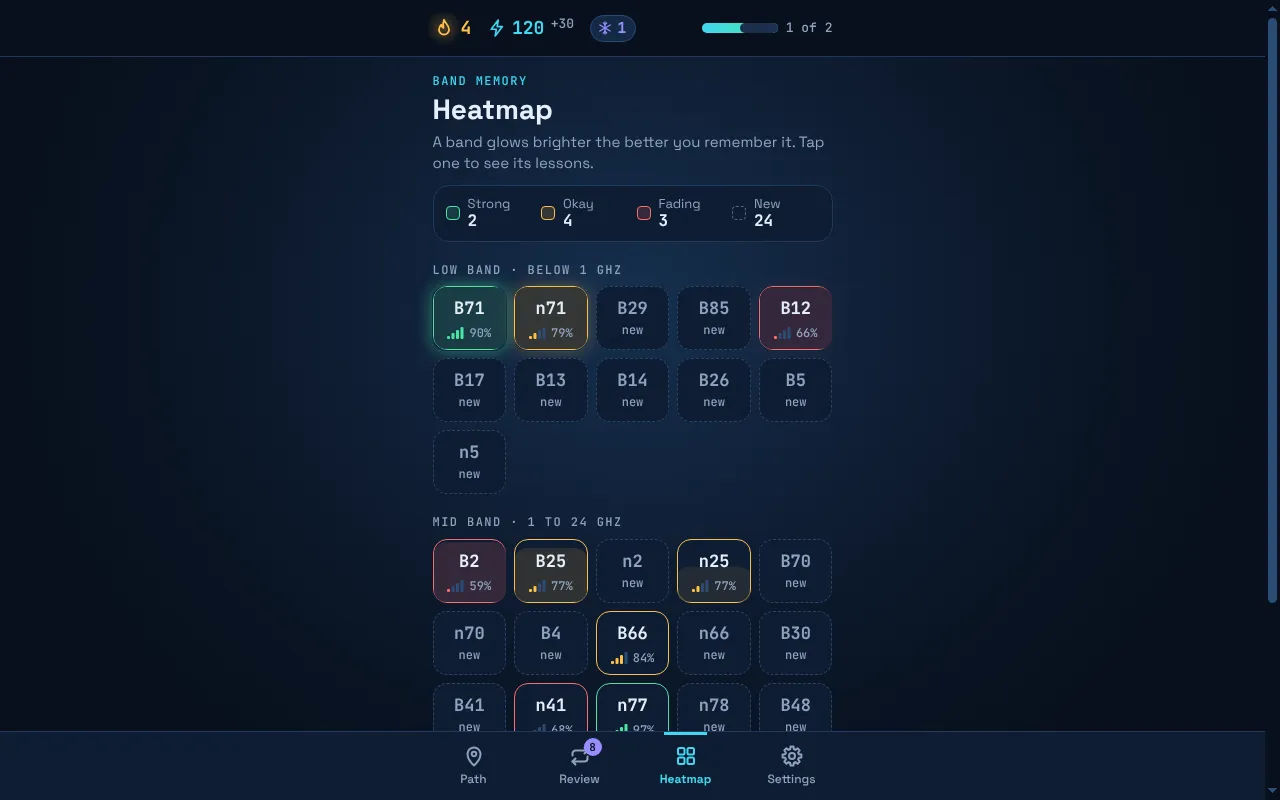 4 120 +30 1 1 of 2
BAND MEMORY
Heatmap
A band glows brighter the better you remember it. Tap
one to see its lessons.
Strong Okay Fading New
2 4 3 24
LOW BAND · BELOW 1 GHZ
B71 n71 B29 B85 B12
90% 79% new new 66%
B17 B13 B14 B26 B5
new new new new new
n5
new
MID BAND · 1 TO 24 GHZ
B2 B25 n2 n25 B70
59% 77% new 77% new
n70 B4 B66 n66 B30
new new 84% new new
B41 n41 n77 n78 B48
new 68% 97% new new
8
Path Review Heatmap Settings